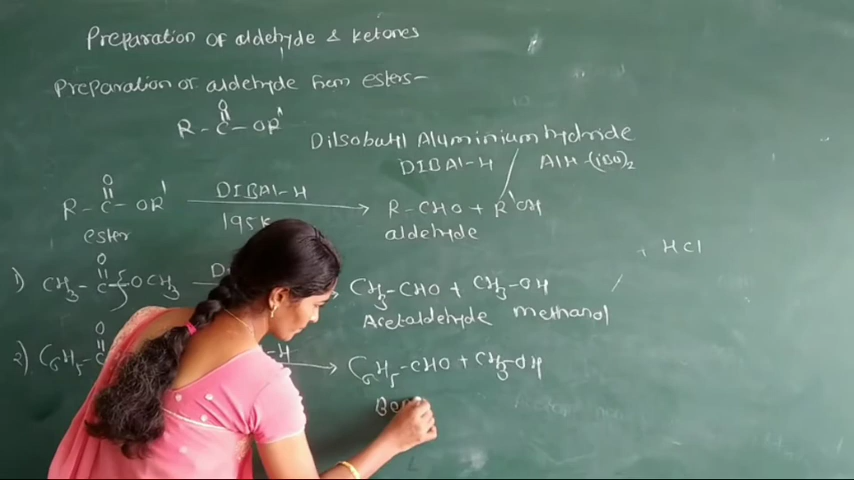 Preparation of aldehyde & ketones
Preparation of aldehyde from esters-
R-C(=O)-OR'
Diisobutyl Aluminium hydride
DIBAl-H AlH-(iBu)2
R-C(=O)-OR' DIBAl-H 195K → R-CHO + R'OH
ester aldehyde
+ HCl
1) CH3-C(=O)-OCH3 D → CH3-CHO + CH3-OH
Acetaldehyde methanol
2) C6H5-C(=O) -H → C6H5-CHO + CH3-OH
Ben